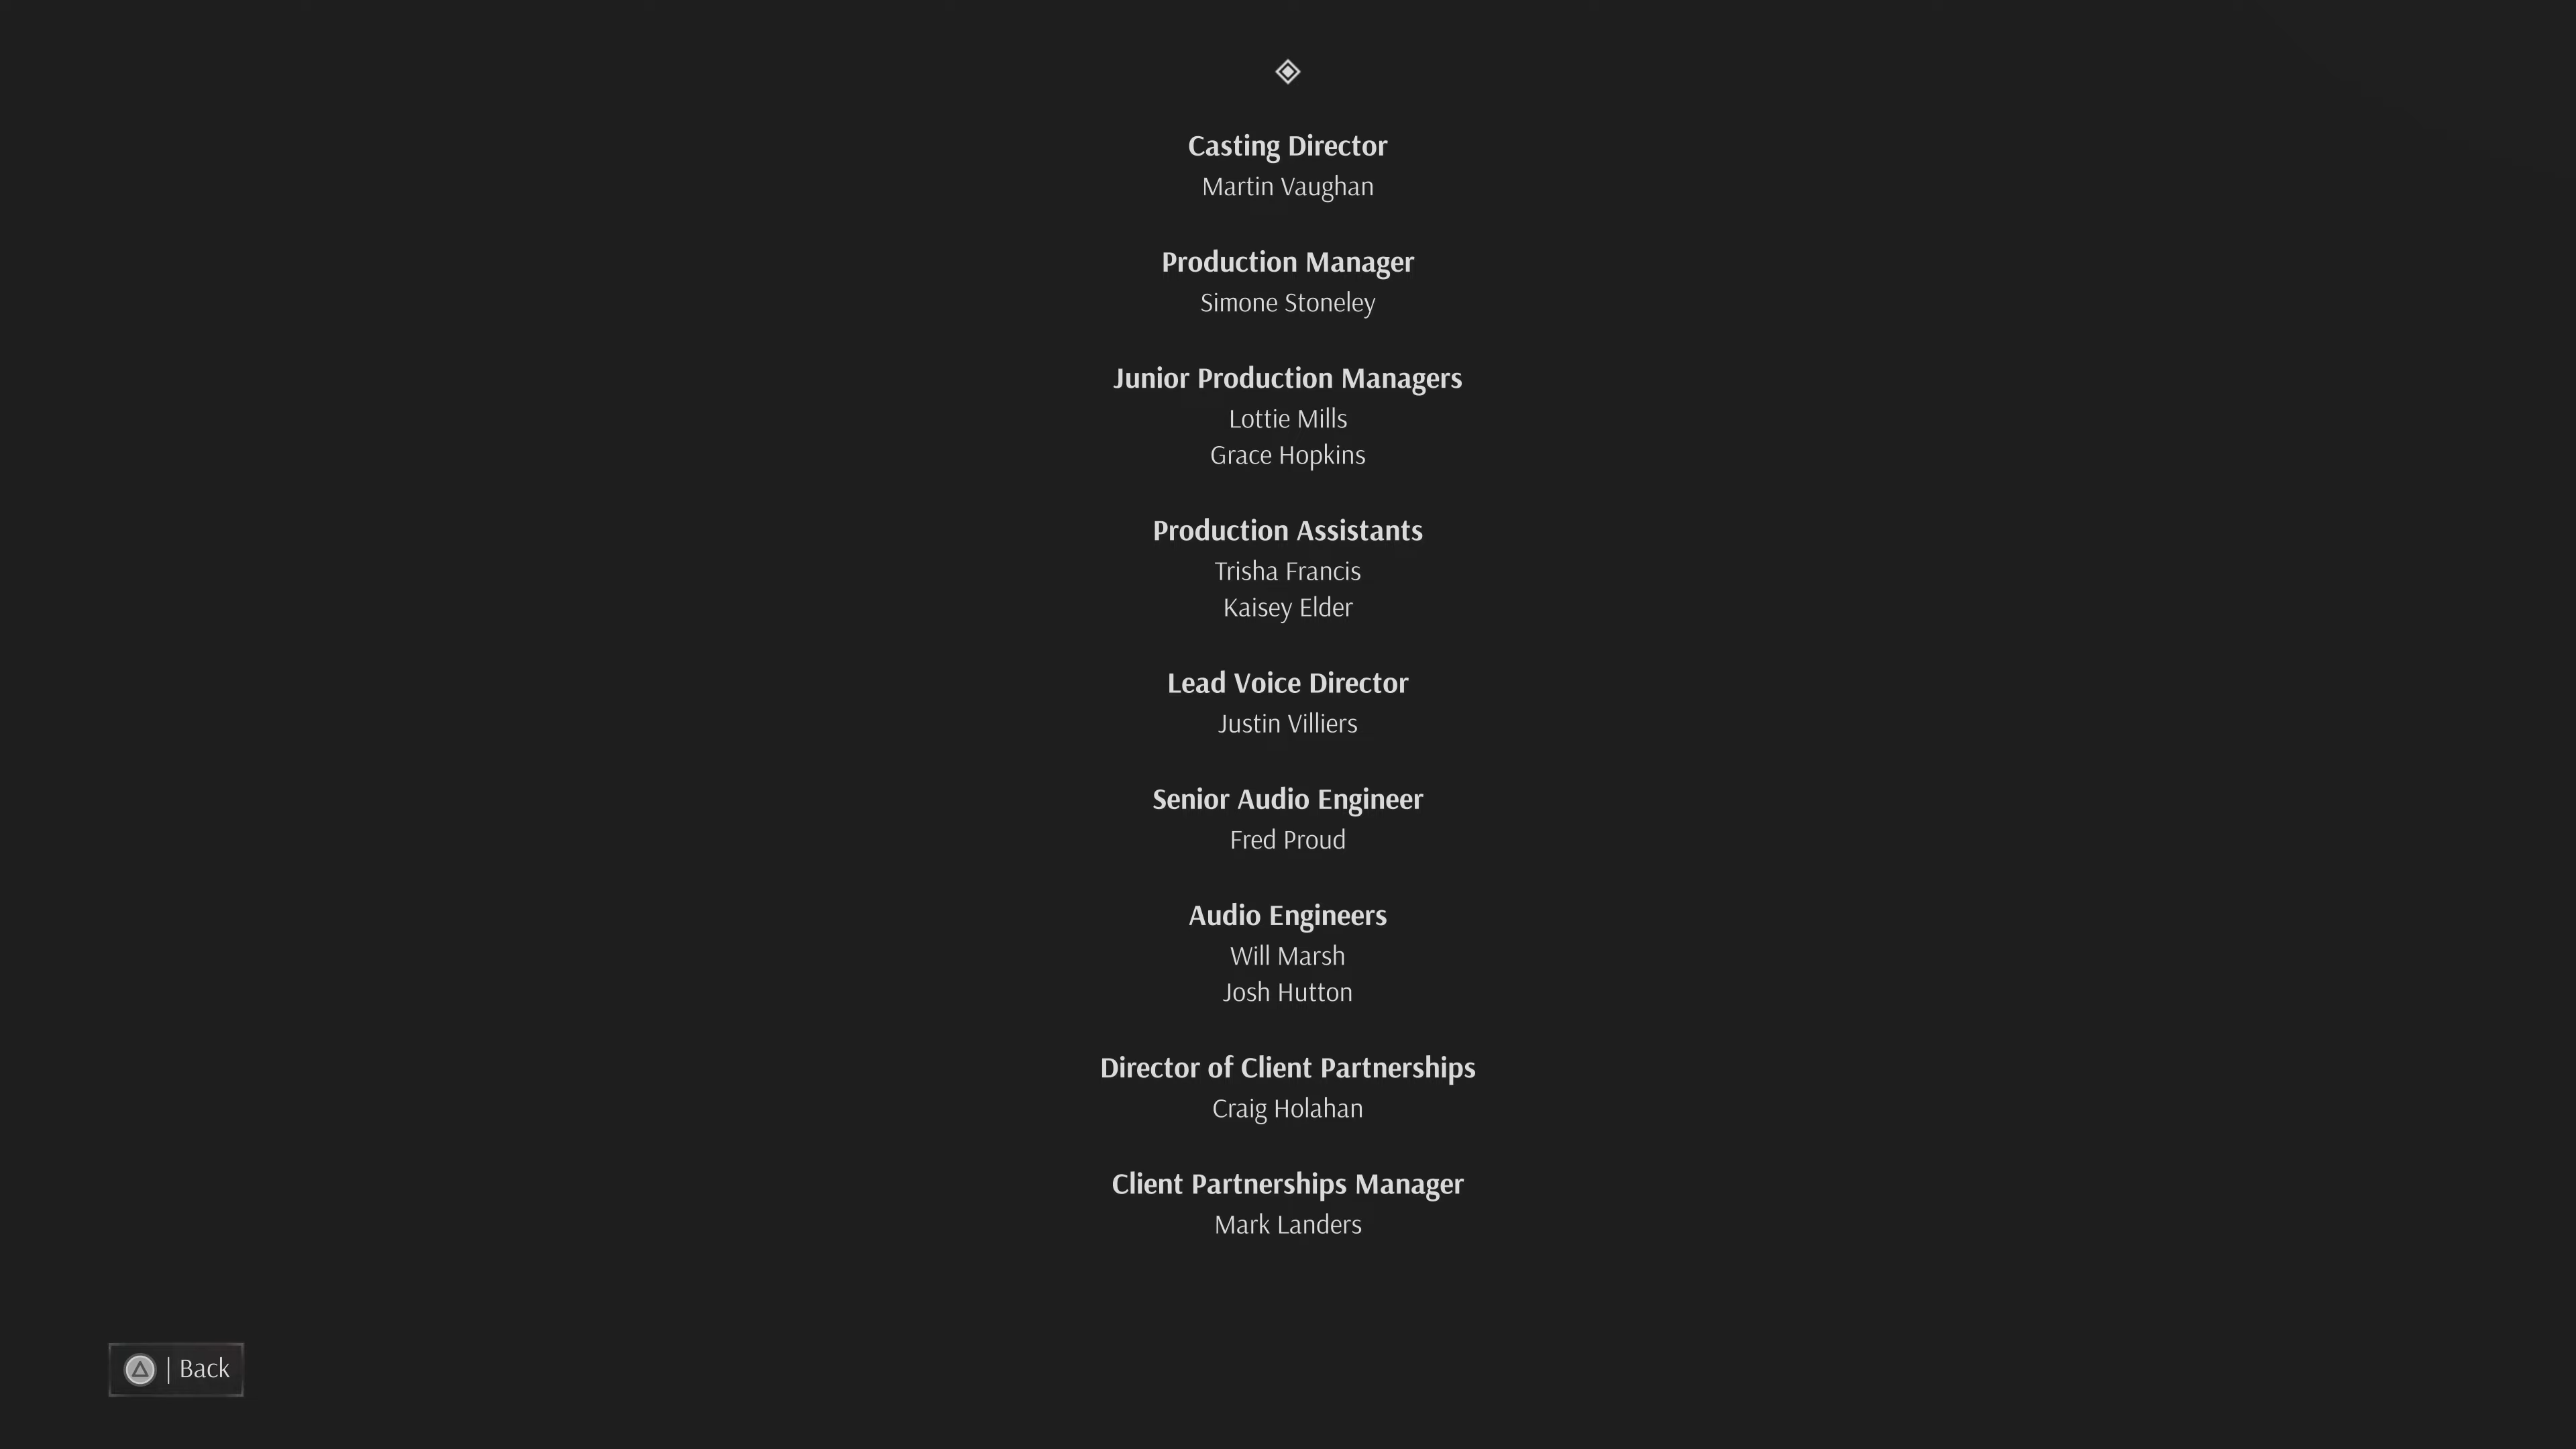 Casting Director
Martin Vaughan
Production Manager
Simone Stoneley
Junior Production Managers
Lottie Mills
Grace Hopkins
Production Assistants
Trisha Francis
Kaisey Elder
Lead Voice Director
Justin Villiers
Senior Audio Engineer
Fred Proud
Audio Engineers
Will Marsh
Josh Hutton
Director of Client Partnerships
Craig Holahan
Client Partnerships Manager
Mark Landers
| Back